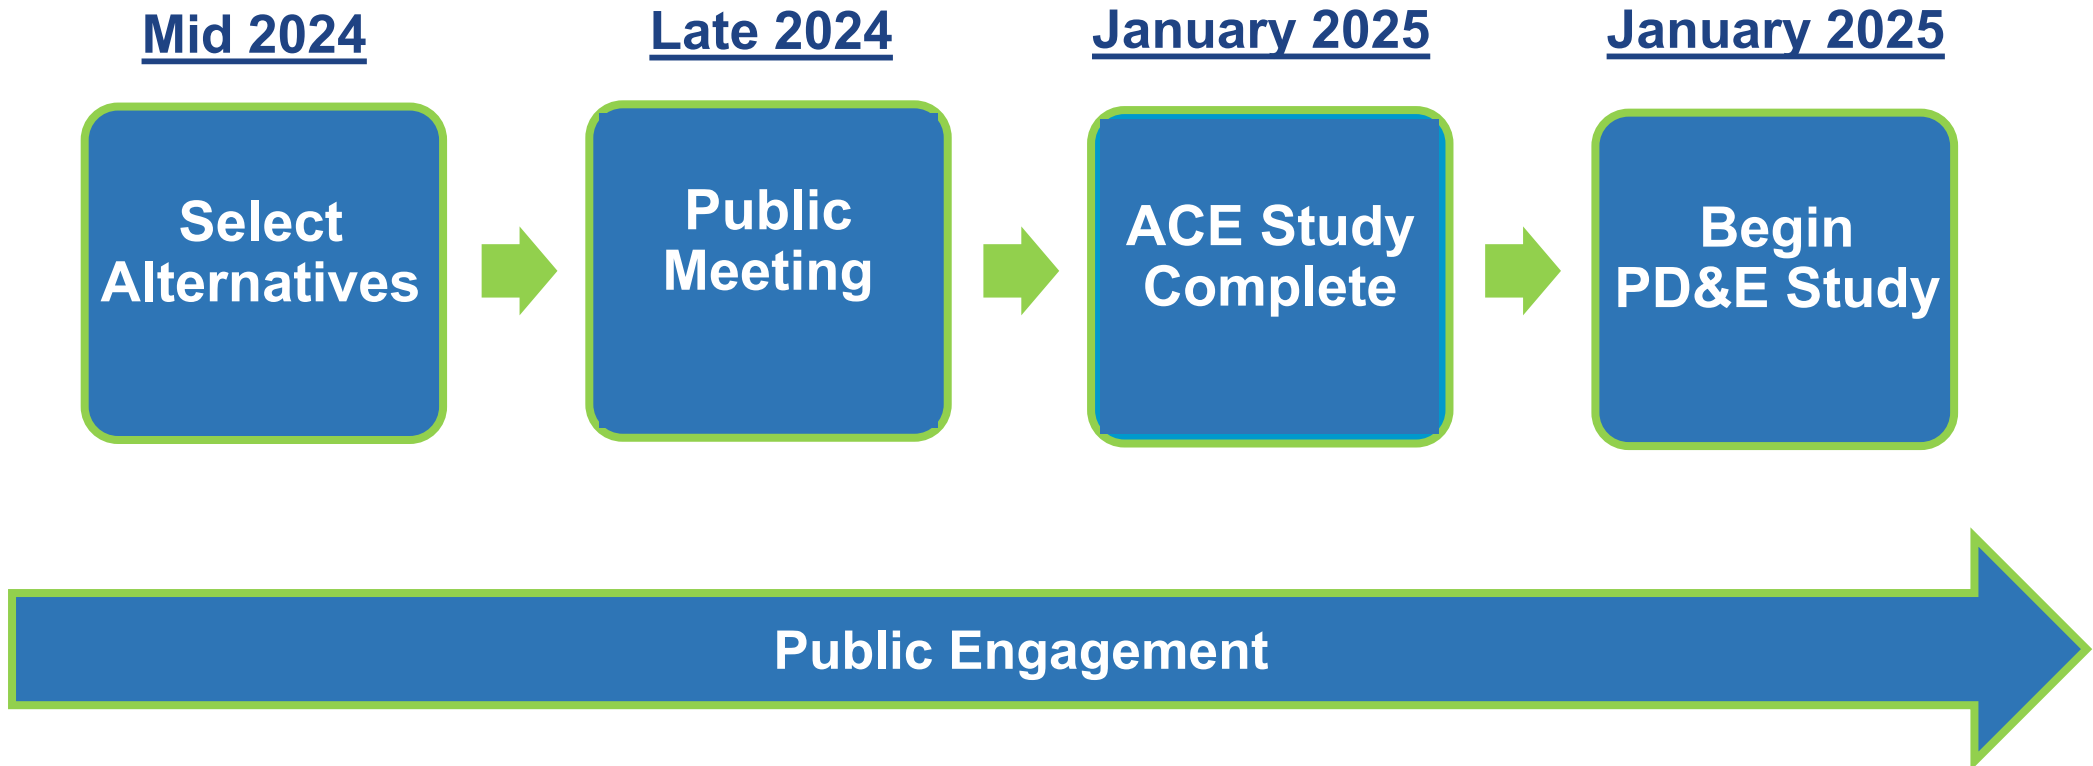 Mid 2024
Late 2024
January 2025
January 2025
Select
Alternatives
Public
Meeting
ACE Study
Complete
Begin
PD&E Study
Public Engagement